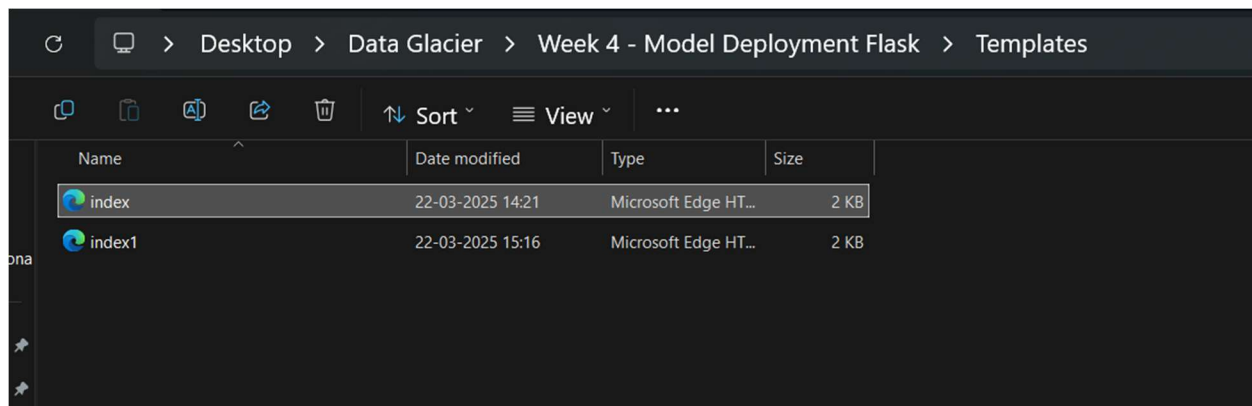 Desktop > Data Glacier > Week 4 - Model Deployment Flask > Templates
Sort View ...
Name Date modified Type Size
index 22-03-2025 14:21 Microsoft Edge HT... 2 KB
index1 22-03-2025 15:16 Microsoft Edge HT... 2 KB
ona